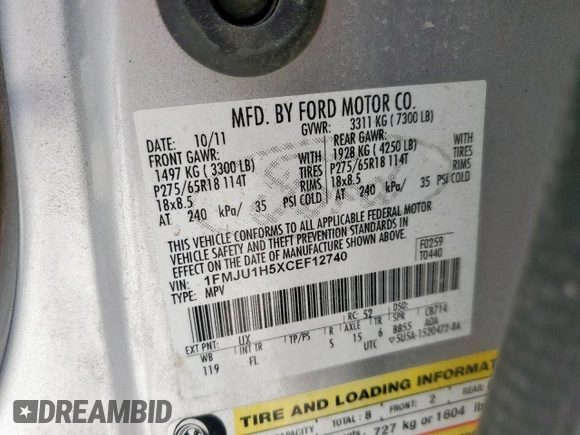 MFD. BY FORD MOTOR CO.
DATE: 10/11 GVWR: 3311 KG (7300 LB)
FRONT GAWR: REAR GAWR:
1497 KG (3300 LB) WITH 1928 KG (4250 LB) WITH
P275/65R18 114T TIRES P275/65R18 114T TIRES
18x8.5 RIMS 18x8.5 RIMS
AT 240 kPa/ 35 PSI COLD AT 240 kPa/ 35 PSI COLD
THIS VEHICLE CONFORMS TO ALL APPLICABLE FEDERAL MOTOR
VEHICLE SAFETY AND BUMPER STANDARDS IN
EFFECT ON THE DATE OF MANUFACTURE SHOWN ABOVE.
VIN: 1FMJU1H5XCEF12740 F0259
TYPE: MPV T0440
EXT PNT: UX RC: 52 DSO: CB714
WB INT TR TP/PS R AXLE TR SPR BB55 AOA
119 FL S 15 6 UTC 5U5A-1520472-BA
TIRE AND LOADING INFORMAT
CAPACITY TOTAL: 8 FRONT: 2 REAR:
727 kg or 1604 lb
DREAMBID